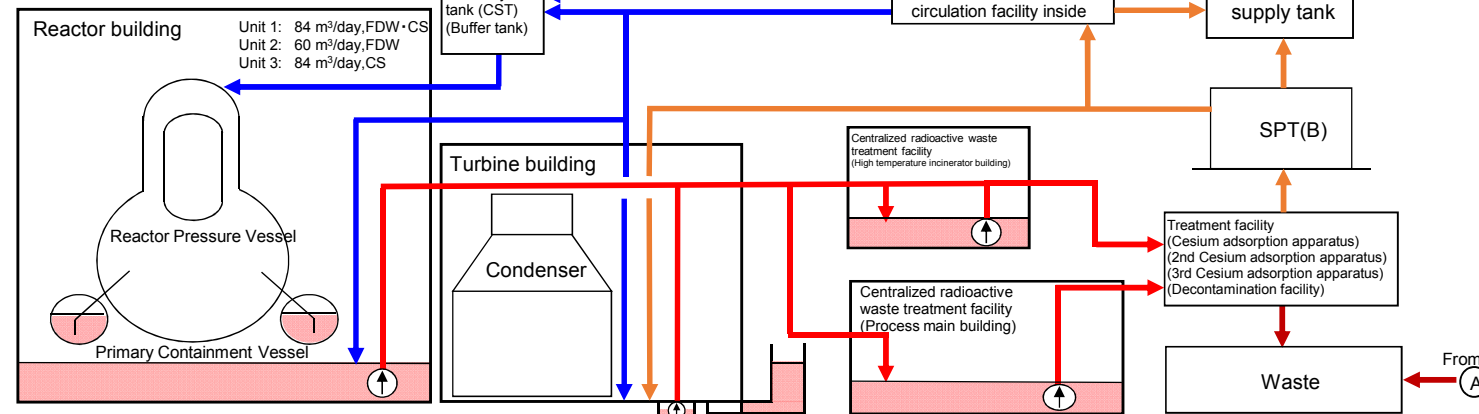 Reactor building
Unit 1: 84 m³/day,FDW･CS
Unit 2: 60 m³/day,FDW
Unit 3: 84 m³/day,CS
tank (CST)
(Buffer tank)
circulation facility inside
supply tank
SPT(B)
Centralized radioactive waste
treatment facility
(High temperature incinerator building)
Turbine building
Treatment facility
(Cesium adsorption apparatus)
(2nd Cesium adsorption apparatus)
(3rd Cesium adsorption apparatus)
(Decontamination facility)
Reactor Pressure Vessel
Condenser
Centralized radioactive
waste treatment facility
(Process main building)
Primary Containment Vessel
Waste
From
A